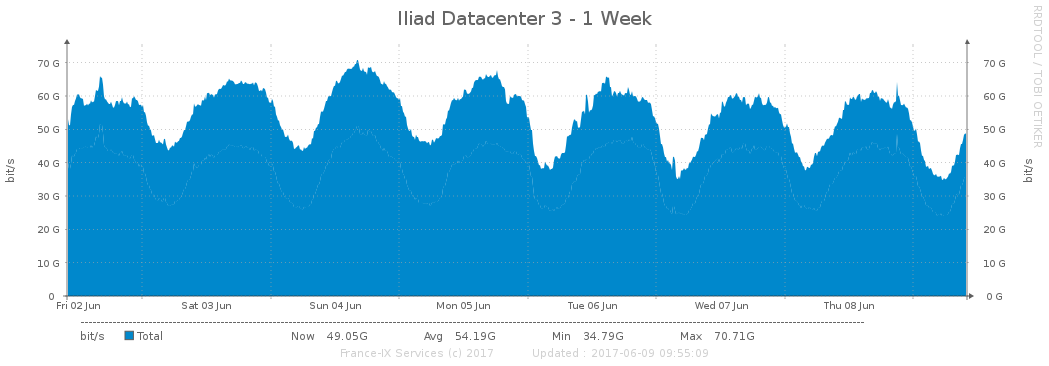 Iliad Datacenter 3 - 1 Week
RRDTOOL / TOBI OETIKER
bit/s
70 G 70 G
60 G 60 G
50 G 50 G
40 G 40 G
30 G 30 G
20 G 20 G
10 G 10 G
0 0 G
bit/s
Fri 02 Jun Sat 03 Jun Sun 04 Jun Mon 05 Jun Tue 06 Jun Wed 07 Jun Thu 08 Jun
bit/s Total Now 49.05G Avg 54.19G Min 34.79G Max 70.71G
France-IX Services (c) 2017 Updated : 2017-06-09 09:55:09